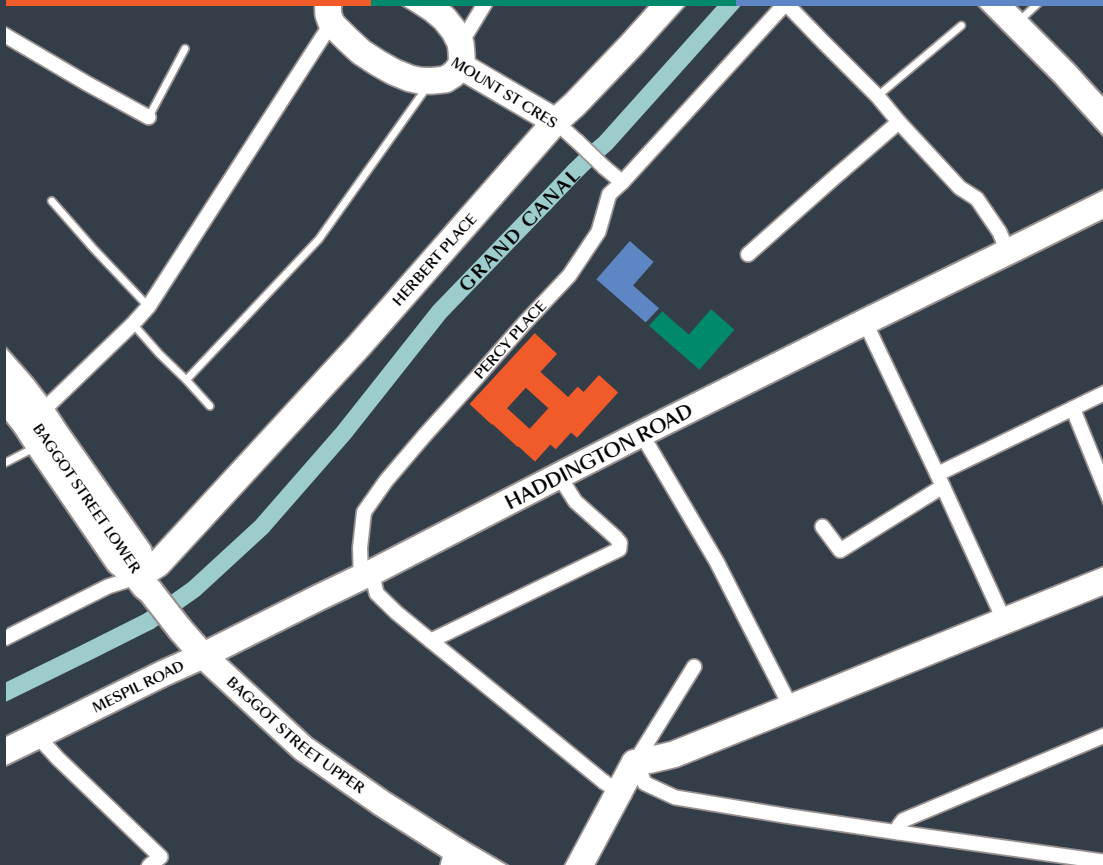 MOUNT ST CRES
GRAND CANAL
HERBERT PLACE
PERCY PLACE
HADDINGTON ROAD
BAGGOT STREET LOWER
MESPIL ROAD
BAGGOT STREET UPPER